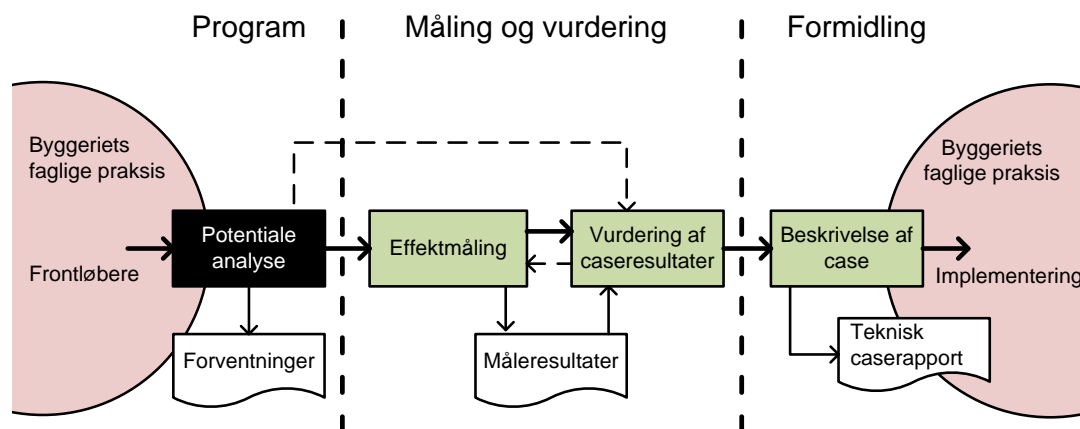 Program
Måling og vurdering
Formidling
Byggeriets
faglige praksis
Frontløbere
Potentiale
analyse
Forventninger
Effektmåling
Vurdering af
caseresultater
Måleresultater
Beskrivelse af
case
Teknisk
caserapport
Byggeriets
faglige praksis
Implementering